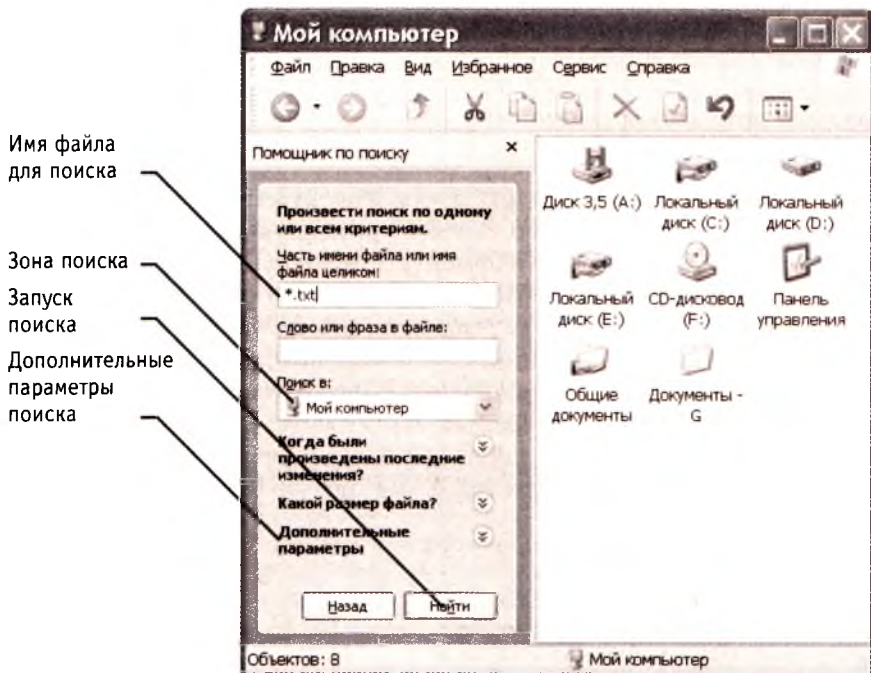 Мой компьютер
Файл Правка Вид Избранное Сервис Справка
Имя файла
для поиска
Зона поиска
Запуск
поиска
Дополнительные
параметры
поиска
Помощник по поиску
Произвести поиск по одному
или всем критериям.
Часть имени файла или имя
файла целиком:
*.txt
Слово или фраза в файле:
Поиск в:
Мой компьютер
Когда были
произведены последние
изменения?
Какой размер файла?
Дополнительные
параметры
Назад Найти
Диск 3,5 (A:) Локальный
диск (C:) Локальный
диск (D:)
Локальный
диск (E:) CD-дисковод
(F:) Панель
управления
Общие
документы Документы -
G
Объектов: 8 Мой компьютер